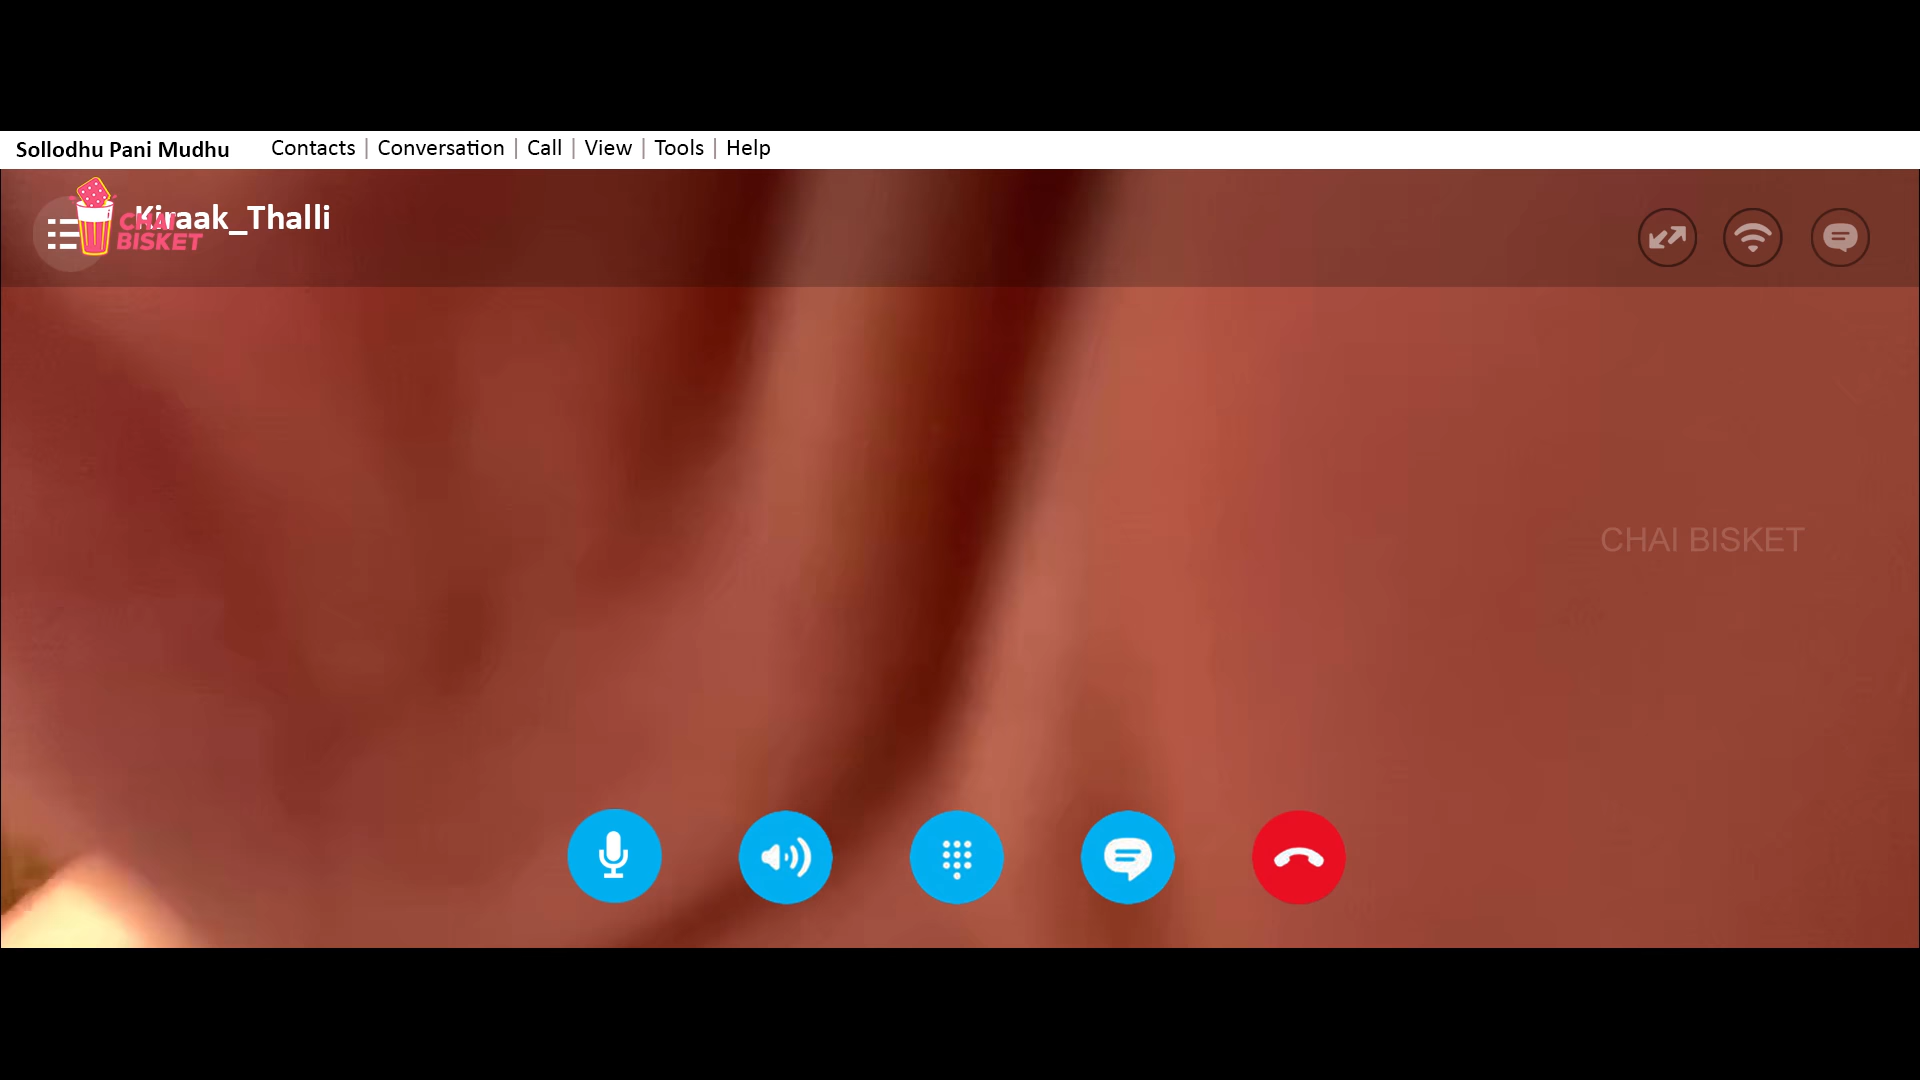 Sollodhu Pani Mudhu Contacts | Conversation | Call | View | Tools | Help
Kiraak_Thalli
CHAI
BISKET
CHAI BISKET